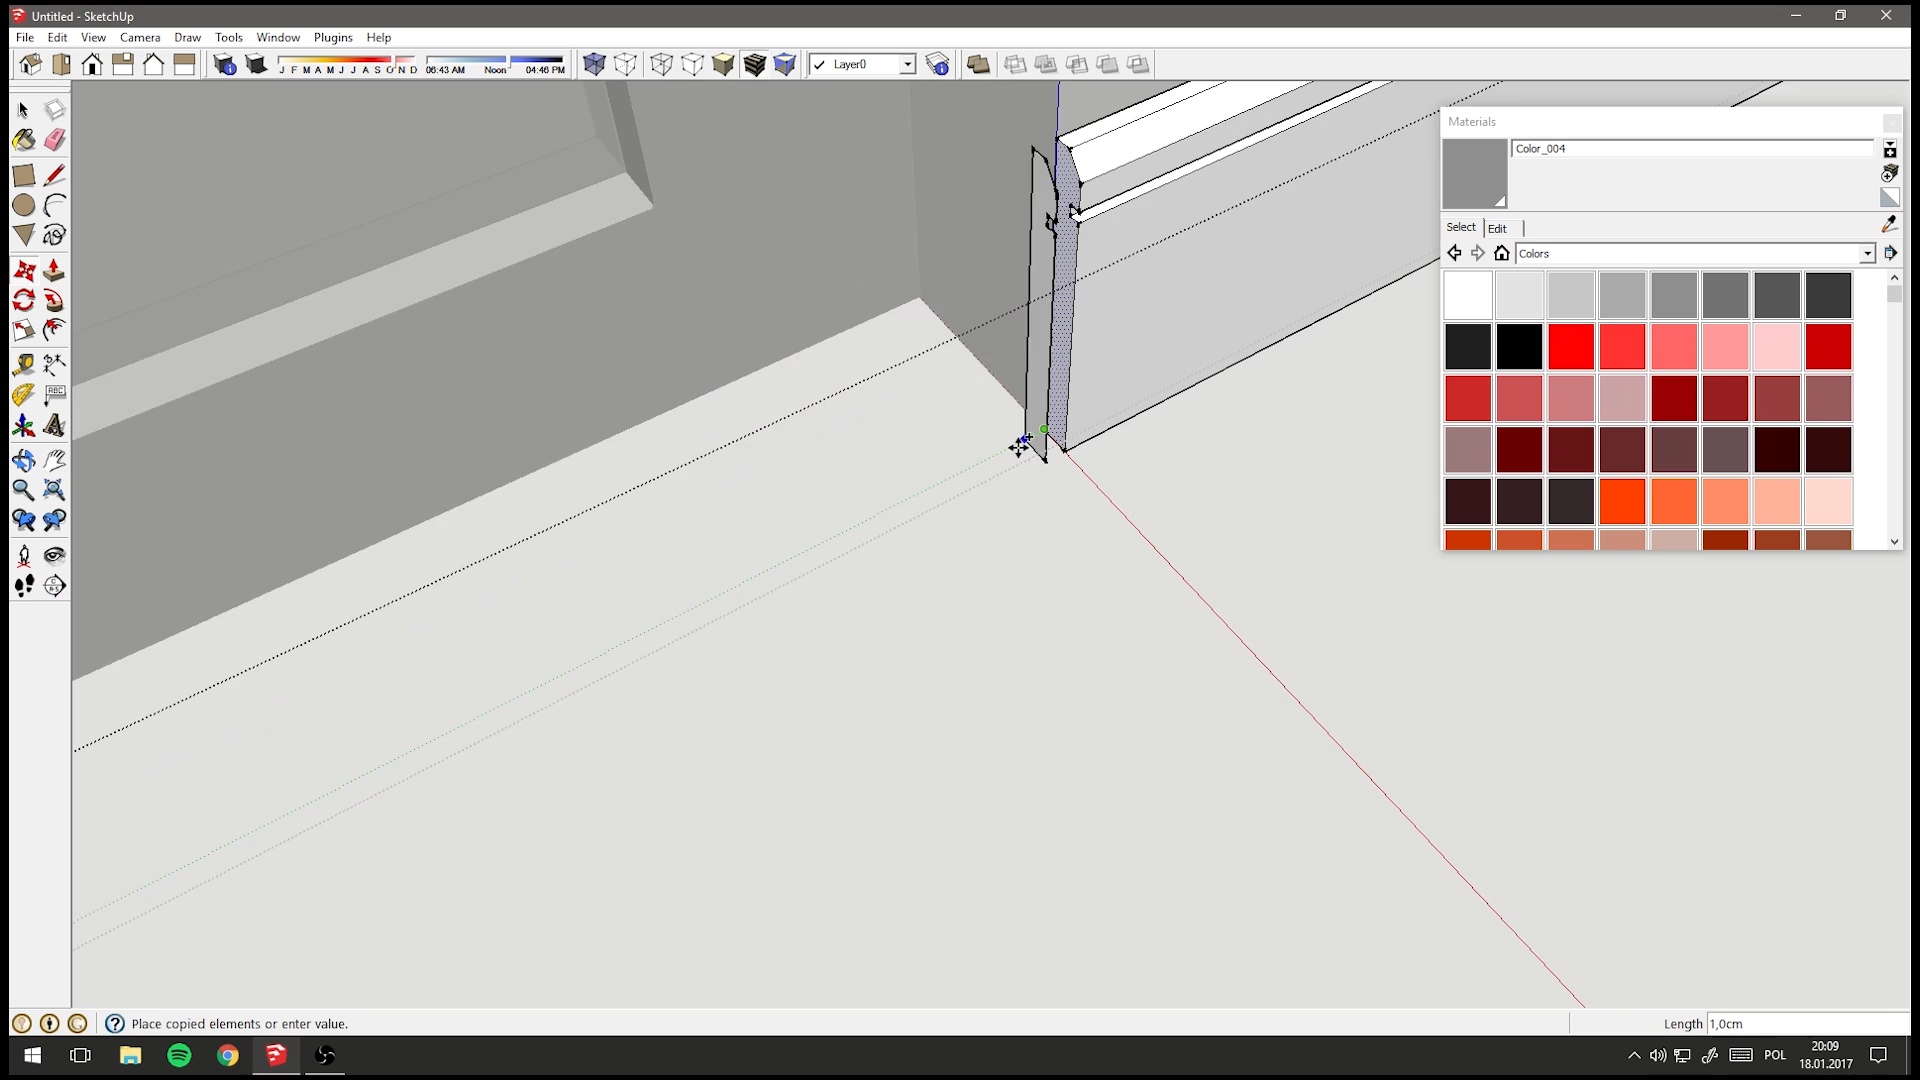 Untitled - SketchUp
File Edit View Camera Draw Tools Window Plugins Help
J F M A M J J A S O N D 06:43 AM Noon 04:46 PM Layer0
Materials
Color_004
Select Edit
Colors
ABC
Place copied elements or enter value.
Length 1,0cm
POL
20:09
18.01.2017